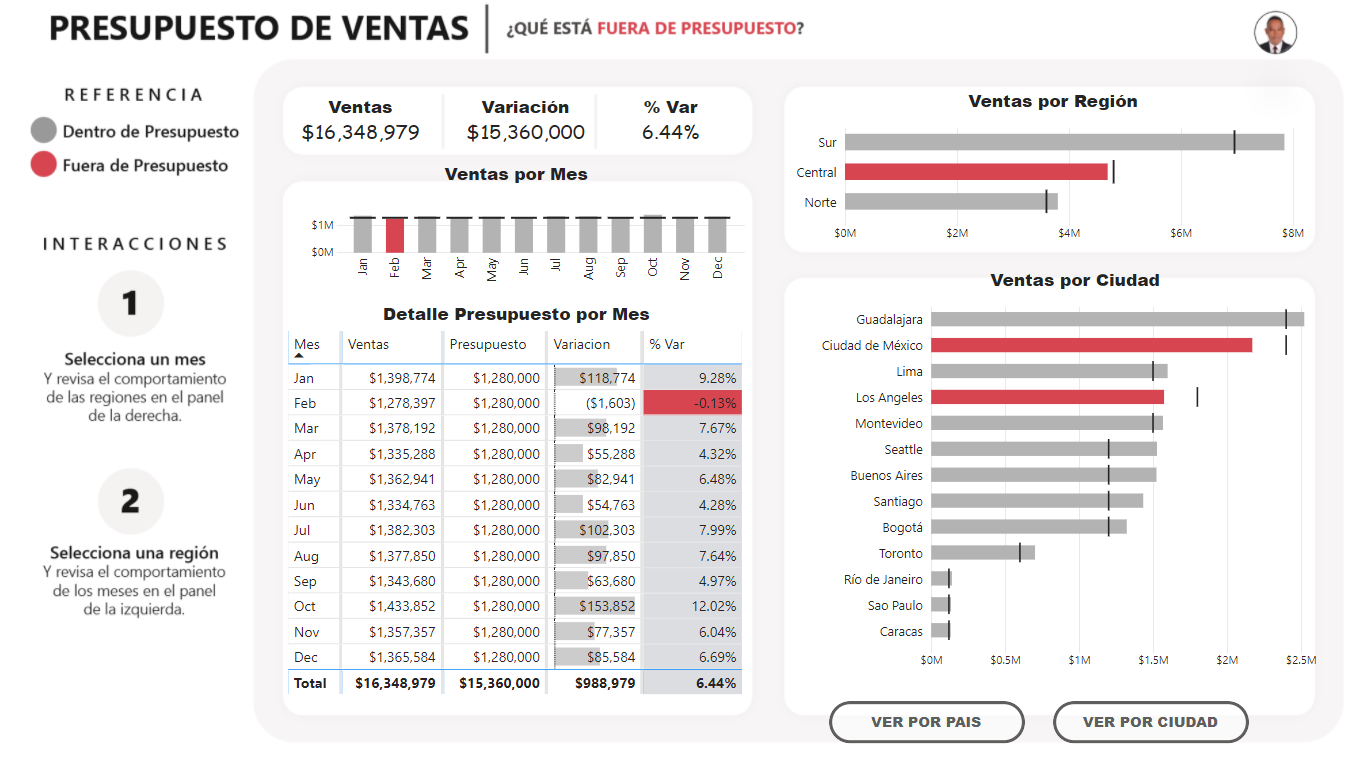 PRESUPUESTO DE VENTAS
¿QUÉ ESTÁ FUERA DE PRESUPUESTO?
REFERENCIA
Dentro de Presupuesto
Fuera de Presupuesto
INTERACCIONES
1
Selecciona un mes
Y revisa el comportamiento
de las regiones en el panel
de la derecha.
2
Selecciona una región
Y revisa el comportamiento
de los meses en el panel
de la izquierda.
Ventas Variación % Var
$16,348,979 $15,360,000 6.44%
Ventas por Mes
$1M
$0M
Jan Feb Mar Apr May Jun Jul Aug Sep Oct Nov Dec
Detalle Presupuesto por Mes
Mes Ventas Presupuesto Variacion % Var
Jan $1,398,774 $1,280,000 $118,774 9.28%
Feb $1,278,397 $1,280,000 ($1,603) -0.13%
Mar $1,378,192 $1,280,000 $98,192 7.67%
Apr $1,335,288 $1,280,000 $55,288 4.32%
May $1,362,941 $1,280,000 $82,941 6.48%
Jun $1,334,763 $1,280,000 $54,763 4.28%
Jul $1,382,303 $1,280,000 $102,303 7.99%
Aug $1,377,850 $1,280,000 $97,850 7.64%
Sep $1,343,680 $1,280,000 $63,680 4.97%
Oct $1,433,852 $1,280,000 $153,852 12.02%
Nov $1,357,357 $1,280,000 $77,357 6.04%
Dec $1,365,584 $1,280,000 $85,584 6.69%
Total $16,348,979 $15,360,000 $988,979 6.44%
Ventas por Región
Sur
Central
Norte
$0M $2M $4M $6M $8M
Ventas por Ciudad
Guadalajara
Ciudad de México
Lima
Los Angeles
Montevideo
Seattle
Buenos Aires
Santiago
Bogotá
Toronto
Río de Janeiro
Sao Paulo
Caracas
$0M $0.5M $1M $1.5M $2M $2.5M
VER POR PAIS VER POR CIUDAD